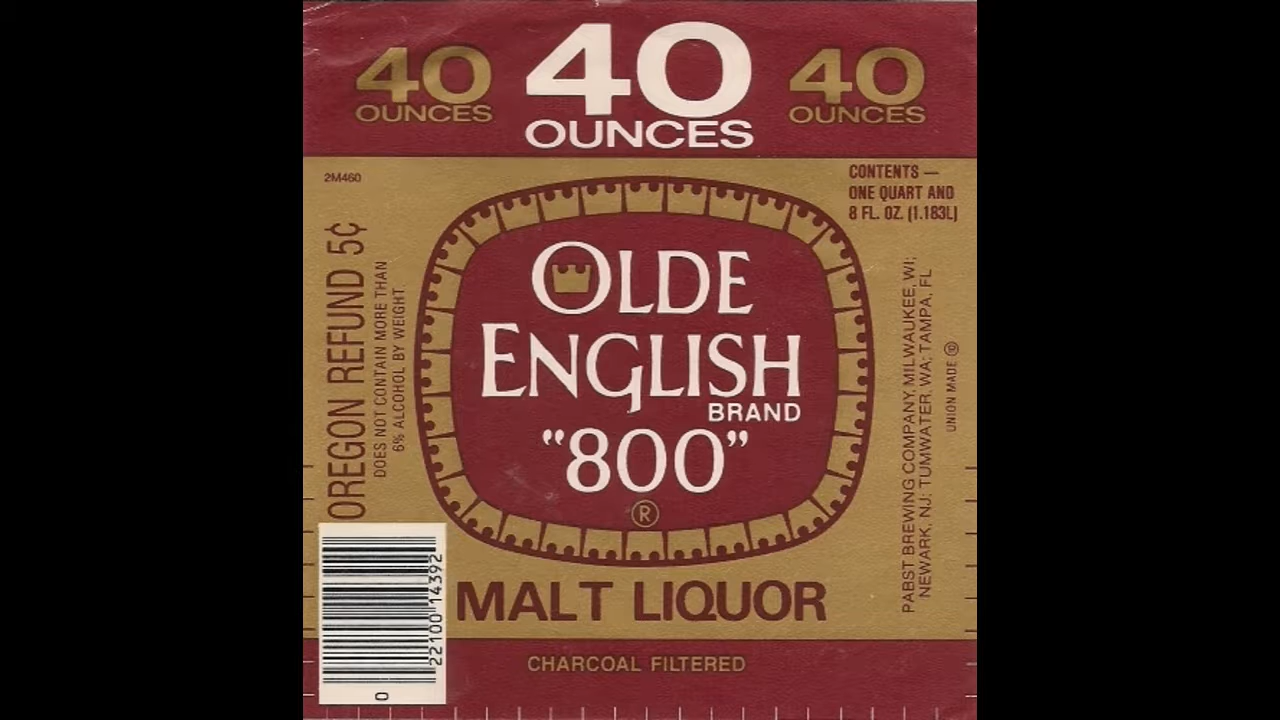 40 40 40
OUNCES OUNCES OUNCES
2M460
CONTENTS —
ONE QUART AND
8 FL. OZ. (1.183L)
OREGON REFUND 5¢
DOES NOT CONTAIN MORE THAN
6% ALCOHOL BY WEIGHT
OLDE
ENGLISH
BRAND
“800”
®
MALT LIQUOR
CHARCOAL FILTERED
PABST BREWING COMPANY, MILWAUKEE, WI;
NEWARK, NJ; TUMWATER, WA; TAMPA, FL
UNION MADE
0 22100 14392